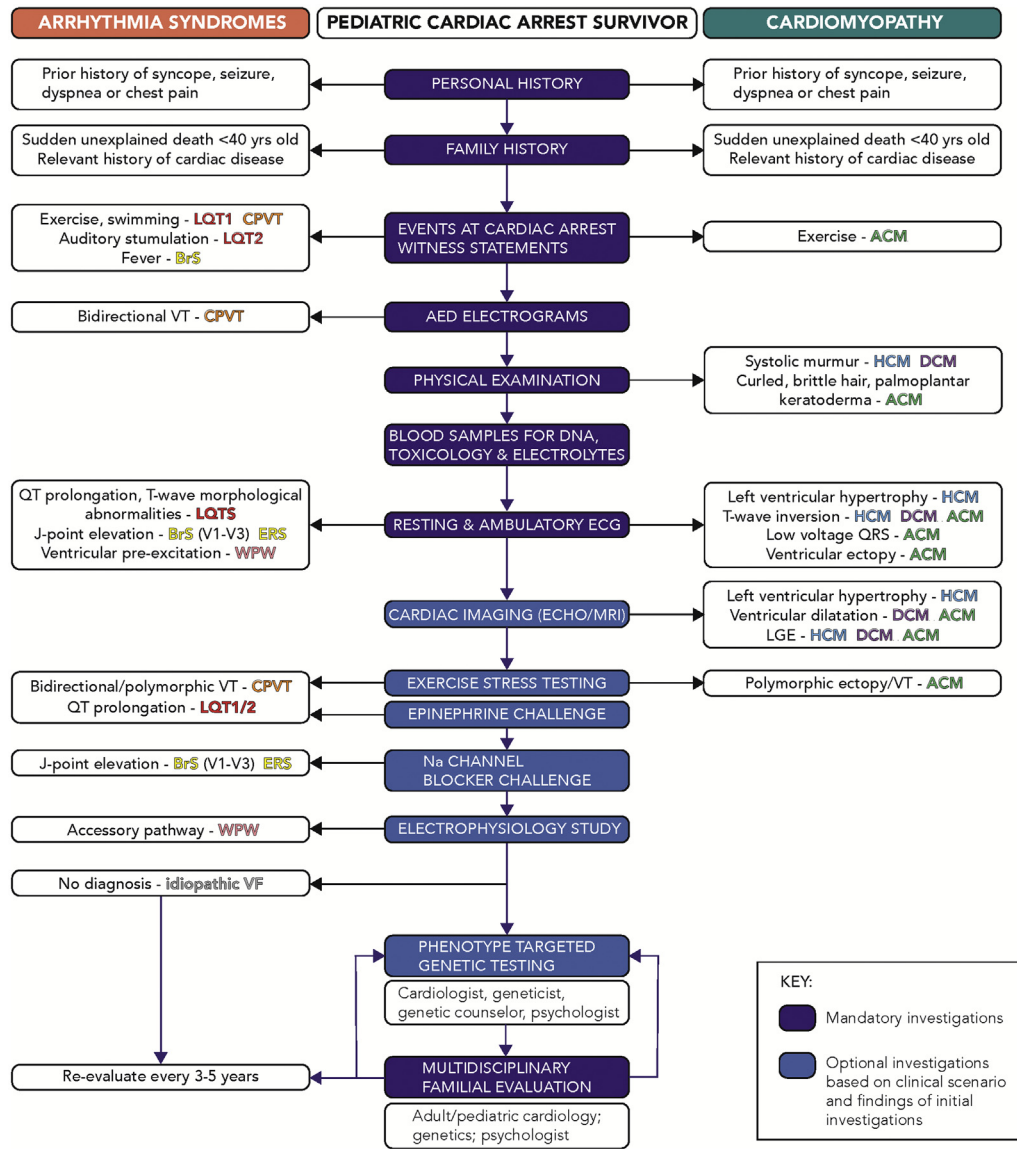 ARRHYTHMIA SYNDROMES
PEDIATRIC CARDIAC ARREST SURVIVOR
CARDIOMYOPATHY
Prior history of syncope, seizure,
dyspnea or chest pain
PERSONAL HISTORY
Prior history of syncope, seizure,
dyspnea or chest pain
Sudden unexplained death <40 yrs old
Relevant history of cardiac disease
FAMILY HISTORY
Sudden unexplained death <40 yrs old
Relevant history of cardiac disease
Exercise, swimming - LQT1 CPVT
Auditory stumulation - LQT2
Fever - BrS
EVENTS AT CARDIAC ARREST
WITNESS STATEMENTS
Exercise - ACM
Bidirectional VT - CPVT
AED ELECTROGRAMS
PHYSICAL EXAMINATION
Systolic murmur - HCM DCM
Curled, brittle hair, palmoplantar
keratoderma - ACM
BLOOD SAMPLES FOR DNA,
TOXICOLOGY & ELECTROLYTES
QT prolongation, T-wave morphological
abnormalities - LQTS
J-point elevation - BrS (V1-V3) ERS
Ventricular pre-excitation - WPW
RESTING & AMBULATORY ECG
Left ventricular hypertrophy - HCM
T-wave inversion - HCM DCM ACM
Low voltage QRS - ACM
Ventricular ectopy - ACM
CARDIAC IMAGING (ECHO/MRI)
Left ventricular hypertrophy - HCM
Ventricular dilatation - DCM ACM
LGE - HCM DCM ACM
Bidirectional/polymorphic VT - CPVT
QT prolongation - LQT1/2
EXERCISE STRESS TESTING
Polymorphic ectopy/VT - ACM
EPINEPHRINE CHALLENGE
J-point elevation - BrS (V1-V3) ERS
Na CHANNEL
BLOCKER CHALLENGE
Accessory pathway - WPW
ELECTROPHYSIOLOGY STUDY
No diagnosis - idiopathic VF
PHENOTYPE TARGETED
GENETIC TESTING
Cardiologist, geneticist,
genetic counselor, psychologist
Re-evaluate every 3-5 years
MULTIDISCIPLINARY
FAMILIAL EVALUATION
Adult/pediatric cardiology;
genetics; psychologist
KEY:
Mandatory investigations
Optional investigations
based on clinical scenario
and findings of initial
investigations